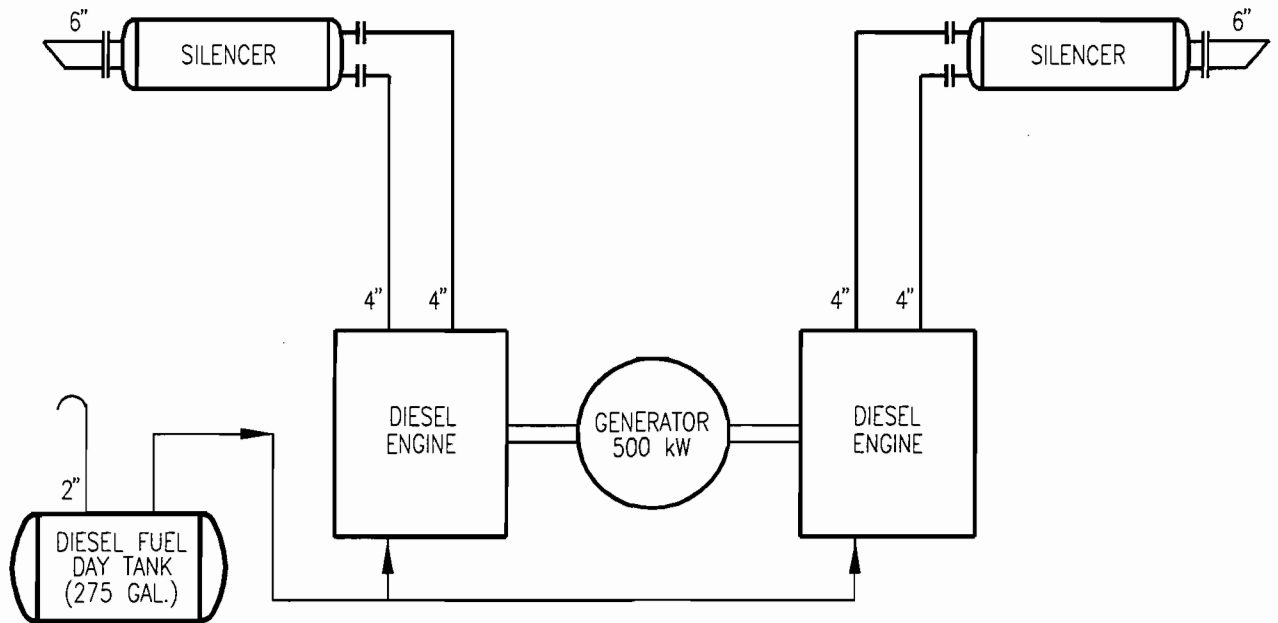 6"
SILENCER
SILENCER
6"
4"
4"
4"
4"
DIESEL
ENGINE
GENERATOR
500 kW
DIESEL
ENGINE
2"
DIESEL FUEL
DAY TANK
(275 GAL.)